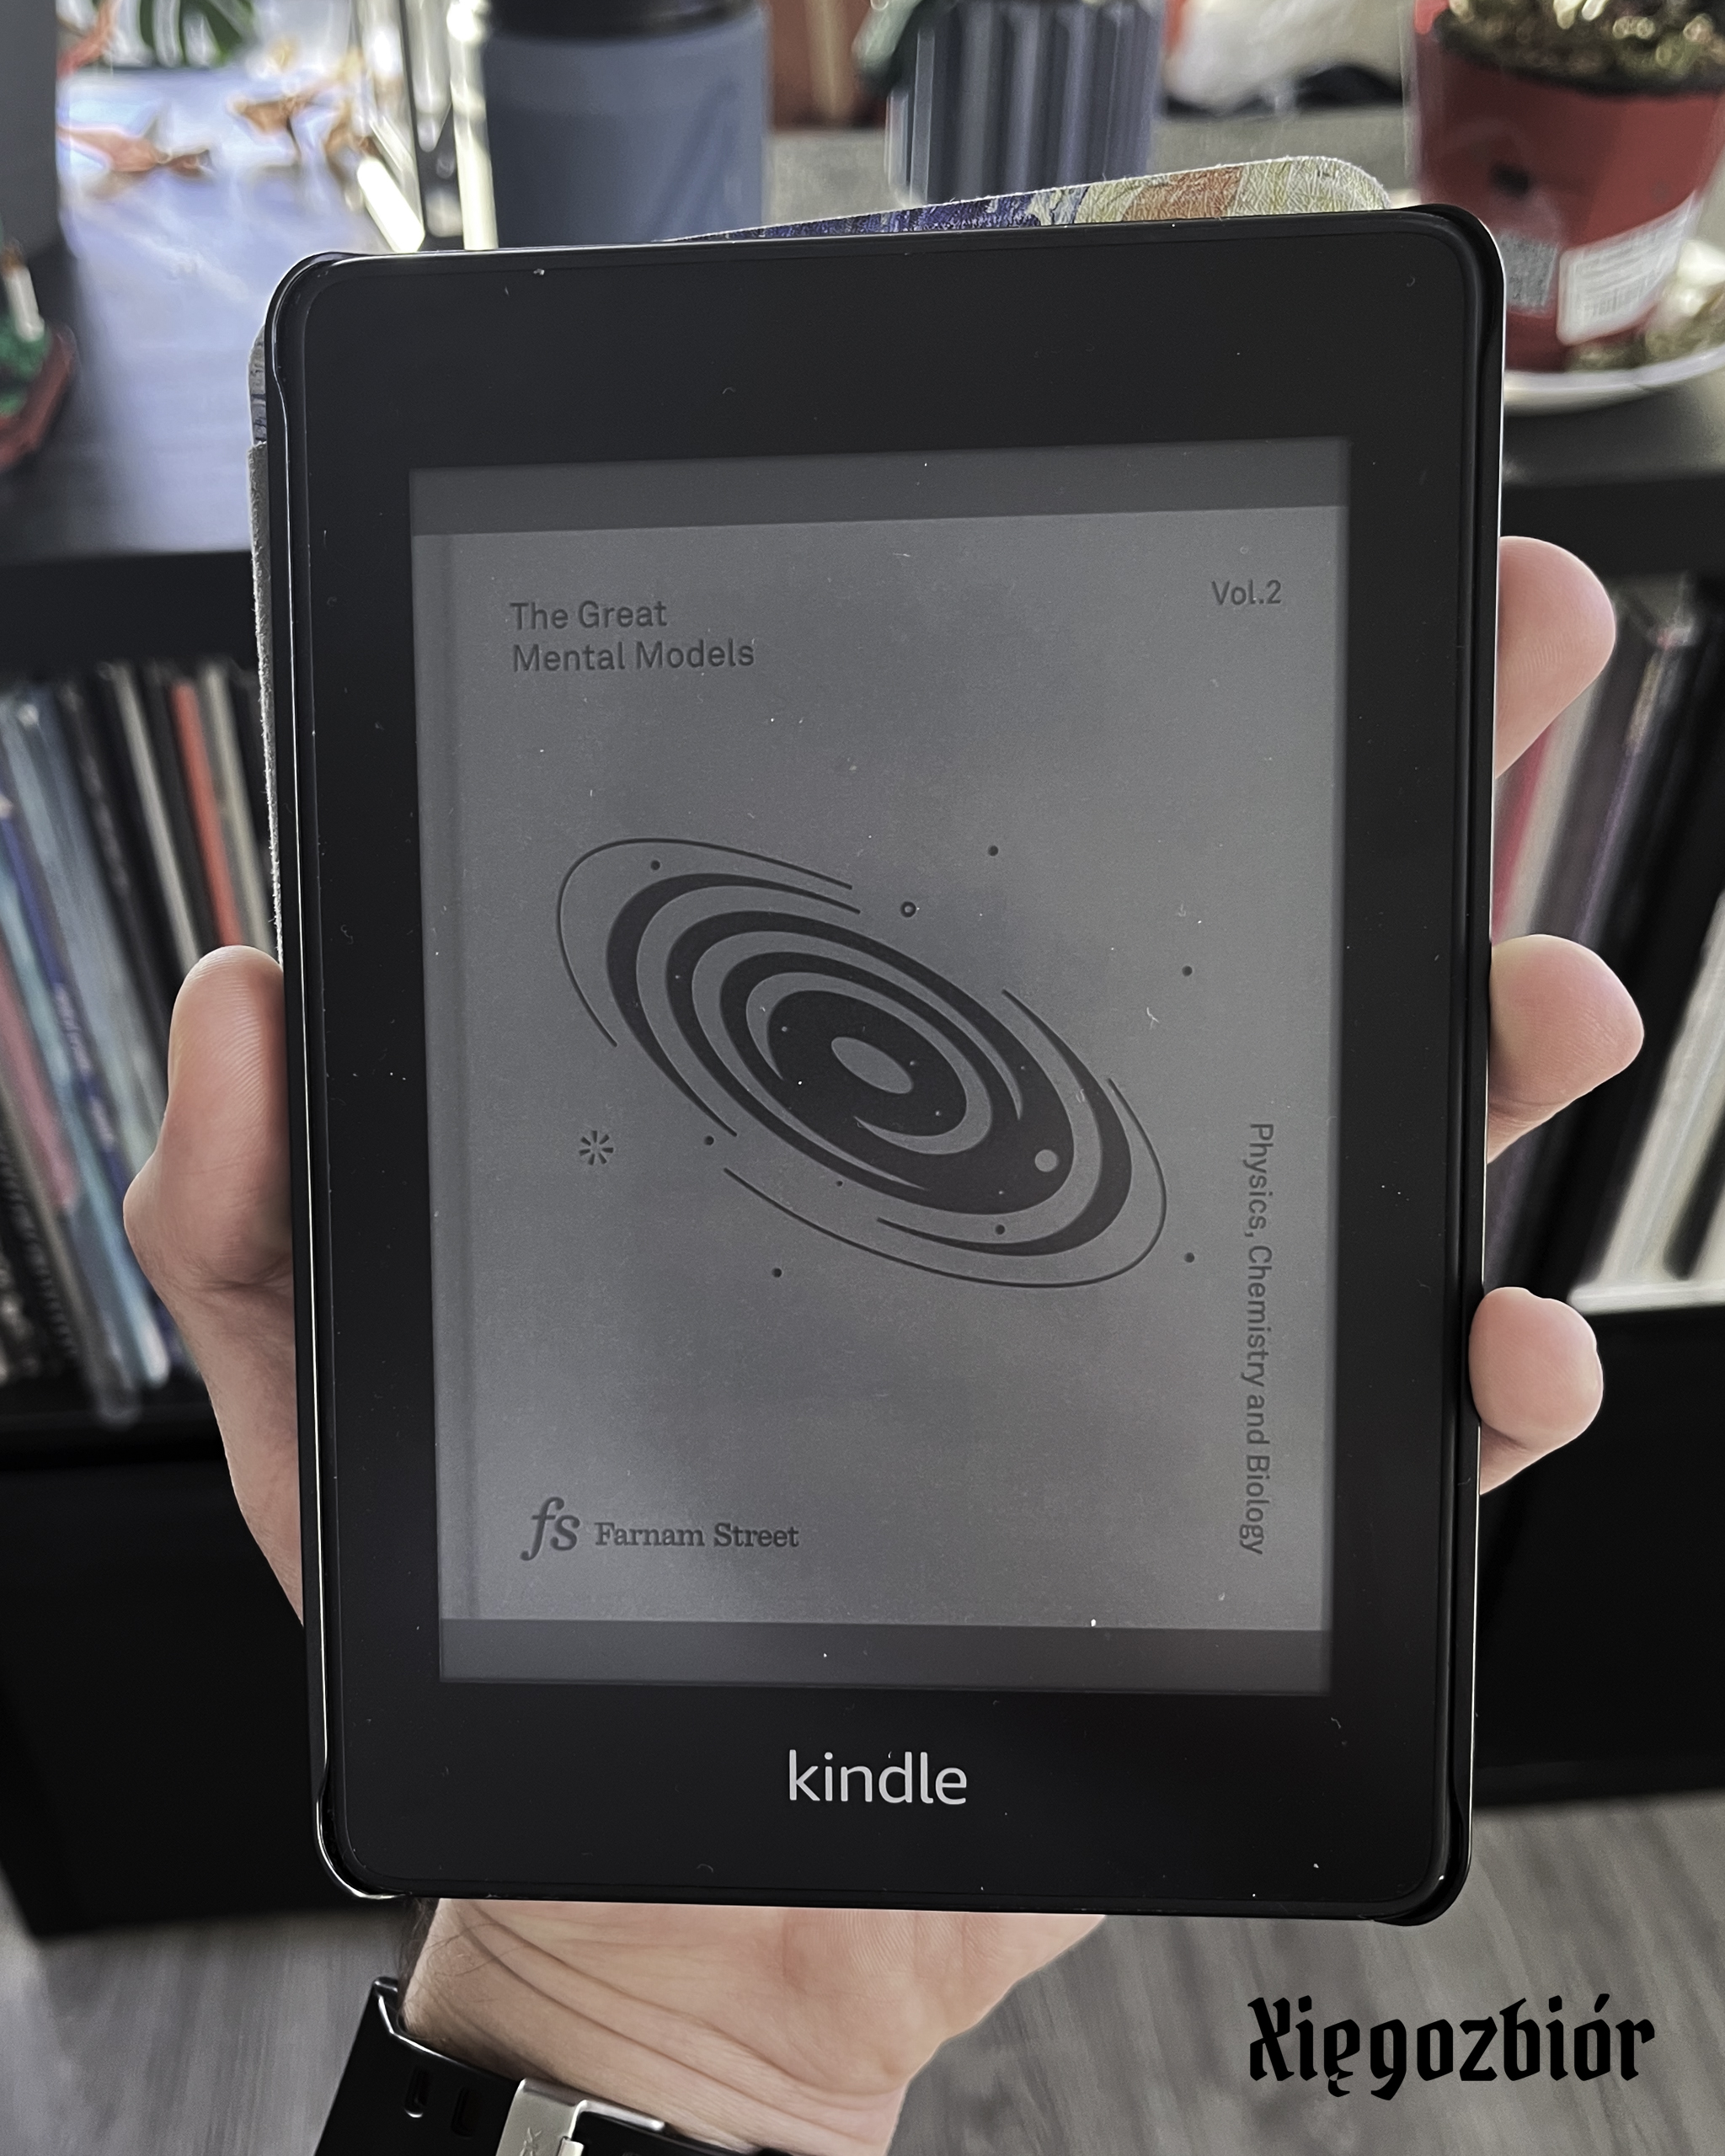 The Great
Mental Models
Vol.2
Physics, Chemistry and Biology
fs Farnam Street
kindle
Xięgozbiór